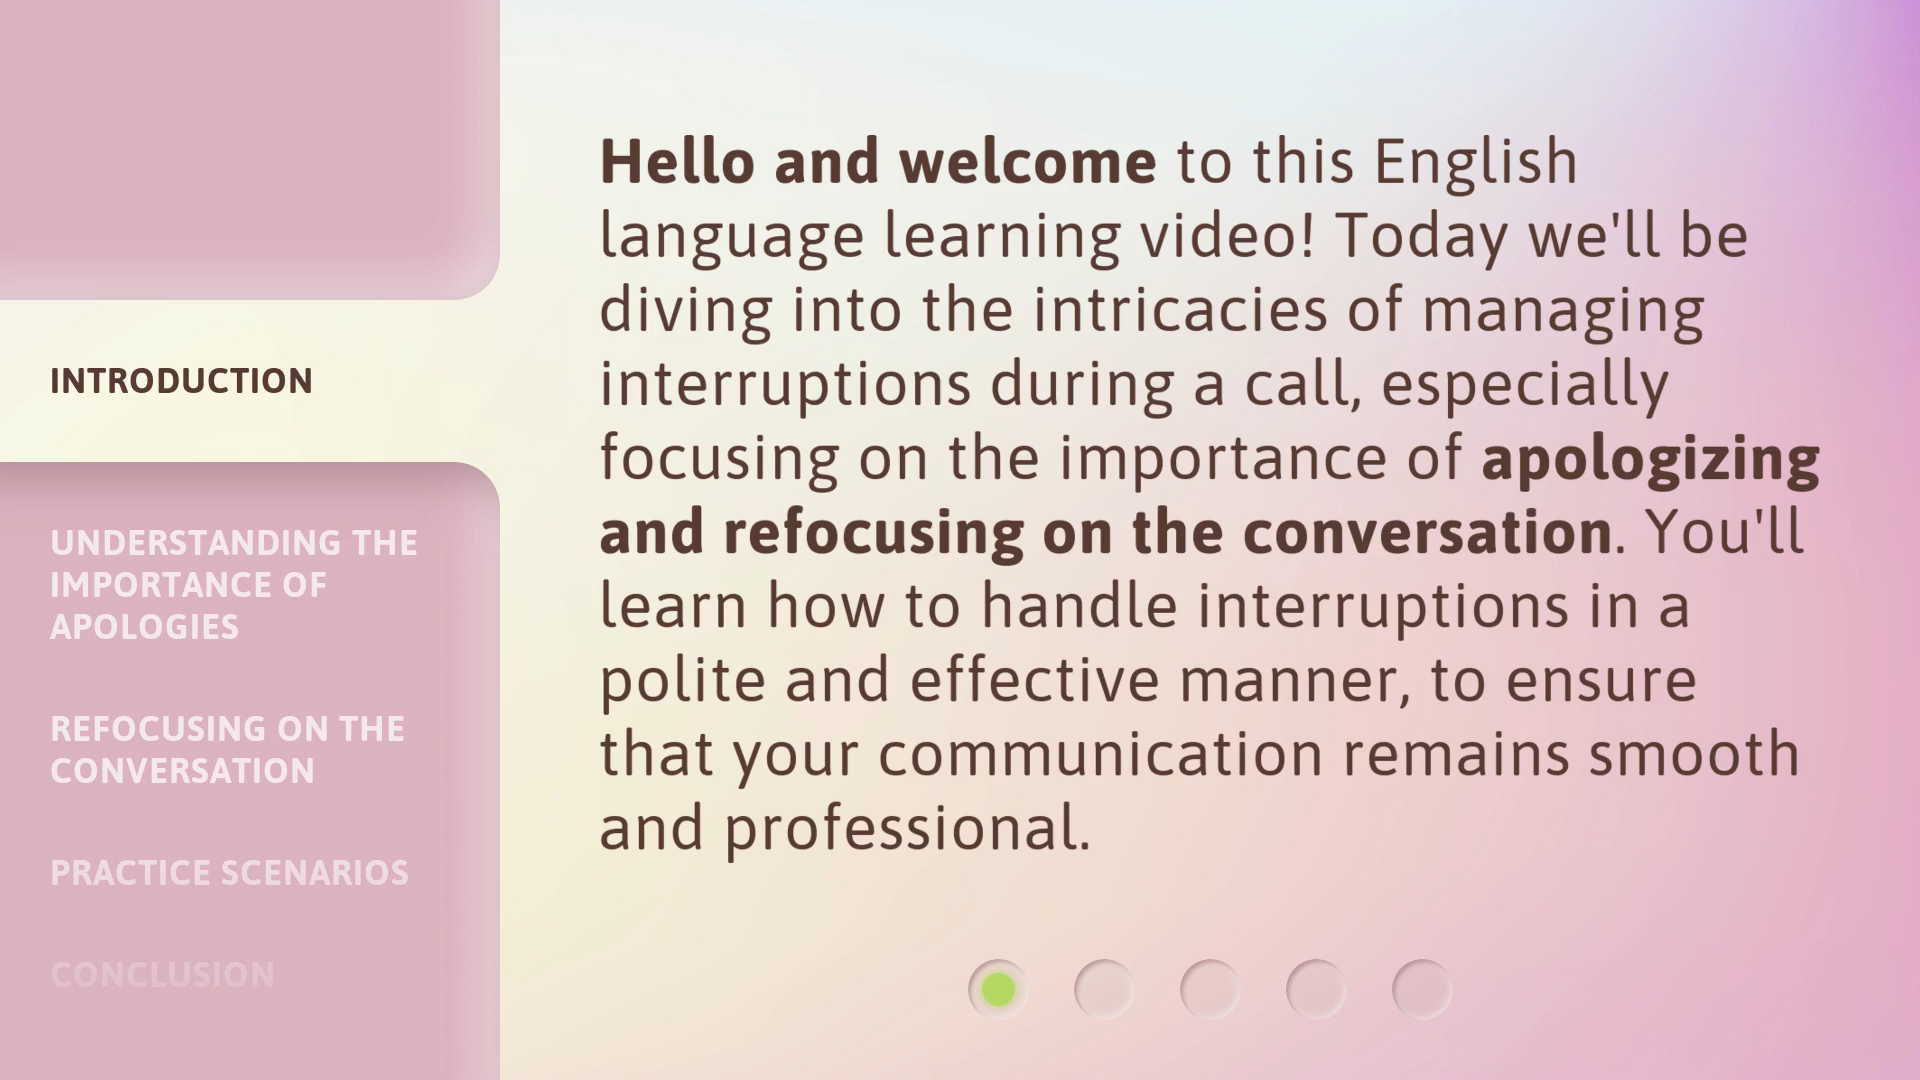 INTRODUCTION
UNDERSTANDING THE
IMPORTANCE OF
APOLOGIES
REFOCUSING ON THE
CONVERSATION
PRACTICE SCENARIOS
CONCLUSION
Hello and welcome to this English
language learning video! Today we'll be
diving into the intricacies of managing
interruptions during a call, especially
focusing on the importance of apologizing
and refocusing on the conversation. You'll
learn how to handle interruptions in a
polite and effective manner, to ensure
that your communication remains smooth
and professional.